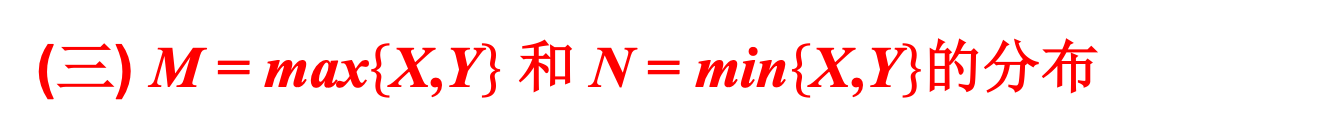 (三) M = max{X,Y} 和 N = min{X,Y}的分布